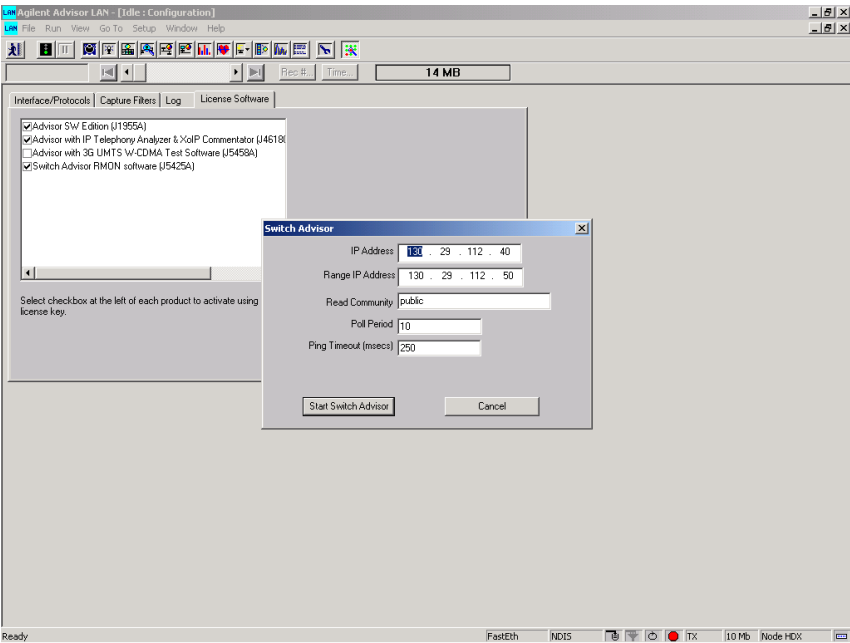 LAN Agilent Advisor LAN - [Idle : Configuration]
LAN File Run View Go To Setup Window Help
Rec #... Time... 14 MB
Interface/Protocols Capture Filters Log License Software
Advisor SW Edition (J1955A)
Advisor with IP Telephony Analyzer & XoIP Commentator (J4618(
Advisor with 3G UMTS W-CDMA Test Software (J5458A)
Switch Advisor RMON software (J5425A)
Select checkbox at the left of each product to activate using
license key.
Switch Advisor
IP Address 130 . 29 . 112 . 40
Range IP Address 130 . 29 . 112 . 50
Read Community public
Poll Period 10
Ping Timeout (msecs) 250
Start Switch Advisor Cancel
Ready FastEth NDIS TX 10 Mb Node HDX